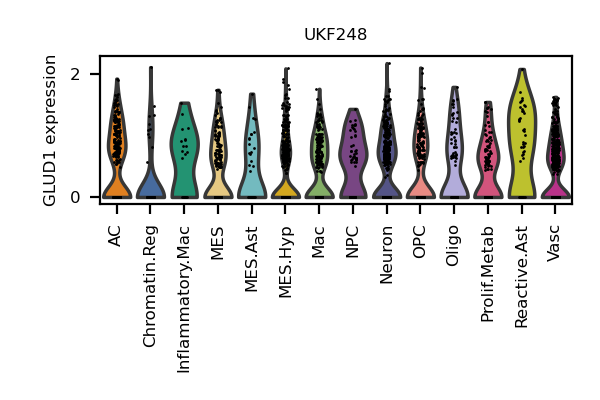 UKF248
GLUD1 expression
2
0
AC
Chromatin.Reg
Inflammatory.Mac
MES
MES.Ast
MES.Hyp
Mac
NPC
Neuron
OPC
Oligo
Prolif.Metab
Reactive.Ast
Vasc